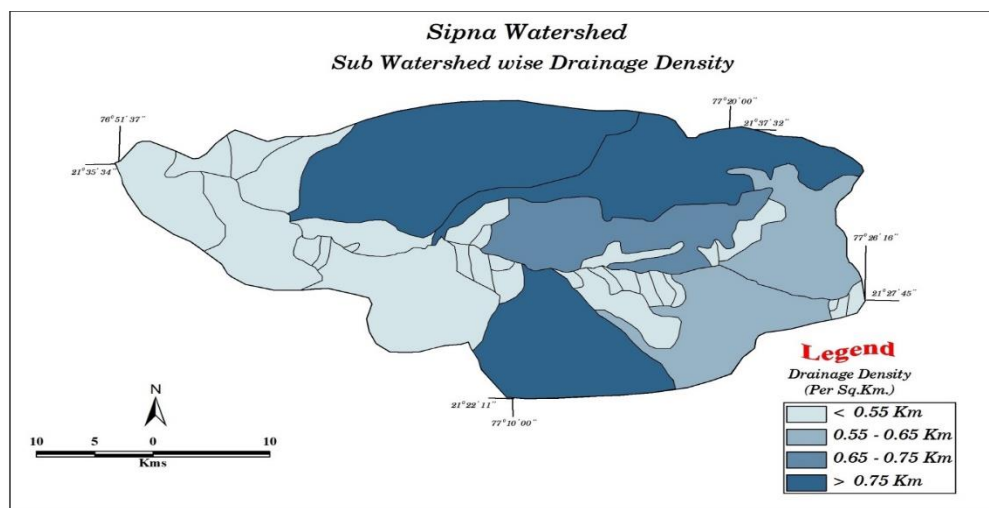 Sipna Watershed
Sub Watershed wise Drainage Density
77°20'00"
21°37'32"
76°51'37"
21°35'34"
77°26'16"
21°27'45"
21°22'11"
77°10'00"
N
10 5 0 10
Kms
Legend
Drainage Density
(Per Sq.Km.)
< 0.55 Km
0.55 - 0.65 Km
0.65 - 0.75 Km
> 0.75 Km